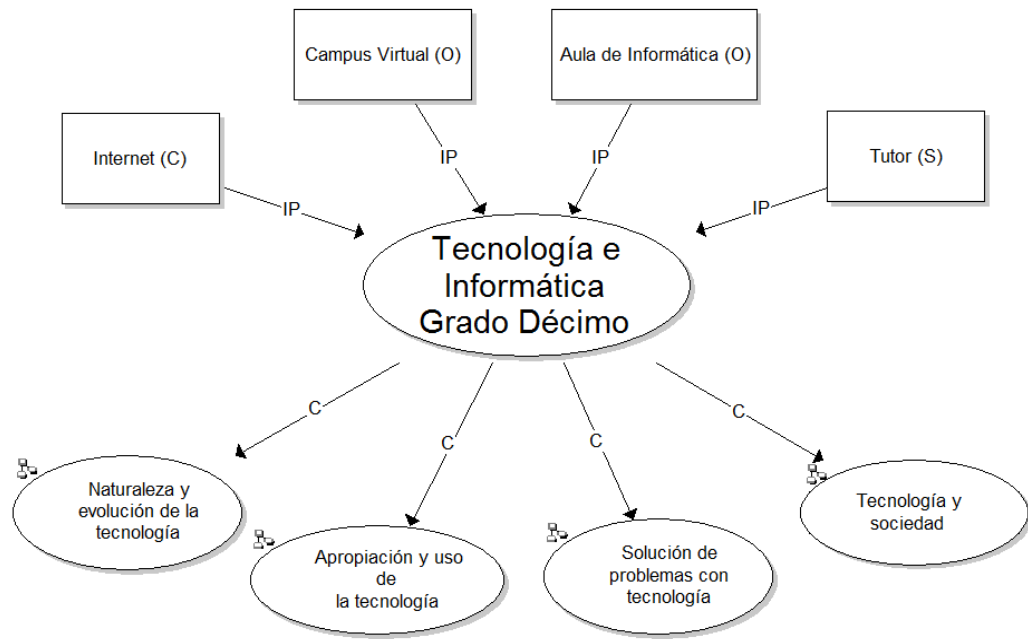 Campus Virtual (O)
Aula de Informática (O)
Internet (C)
Tutor (S)
IP
IP
IP
IP
Tecnología e
Informática
Grado Décimo
C
C
C
C
Naturaleza y
evolución de la
tecnología
Apropiación y uso
de
la tecnología
Solución de
problemas con
tecnología
Tecnología y
sociedad